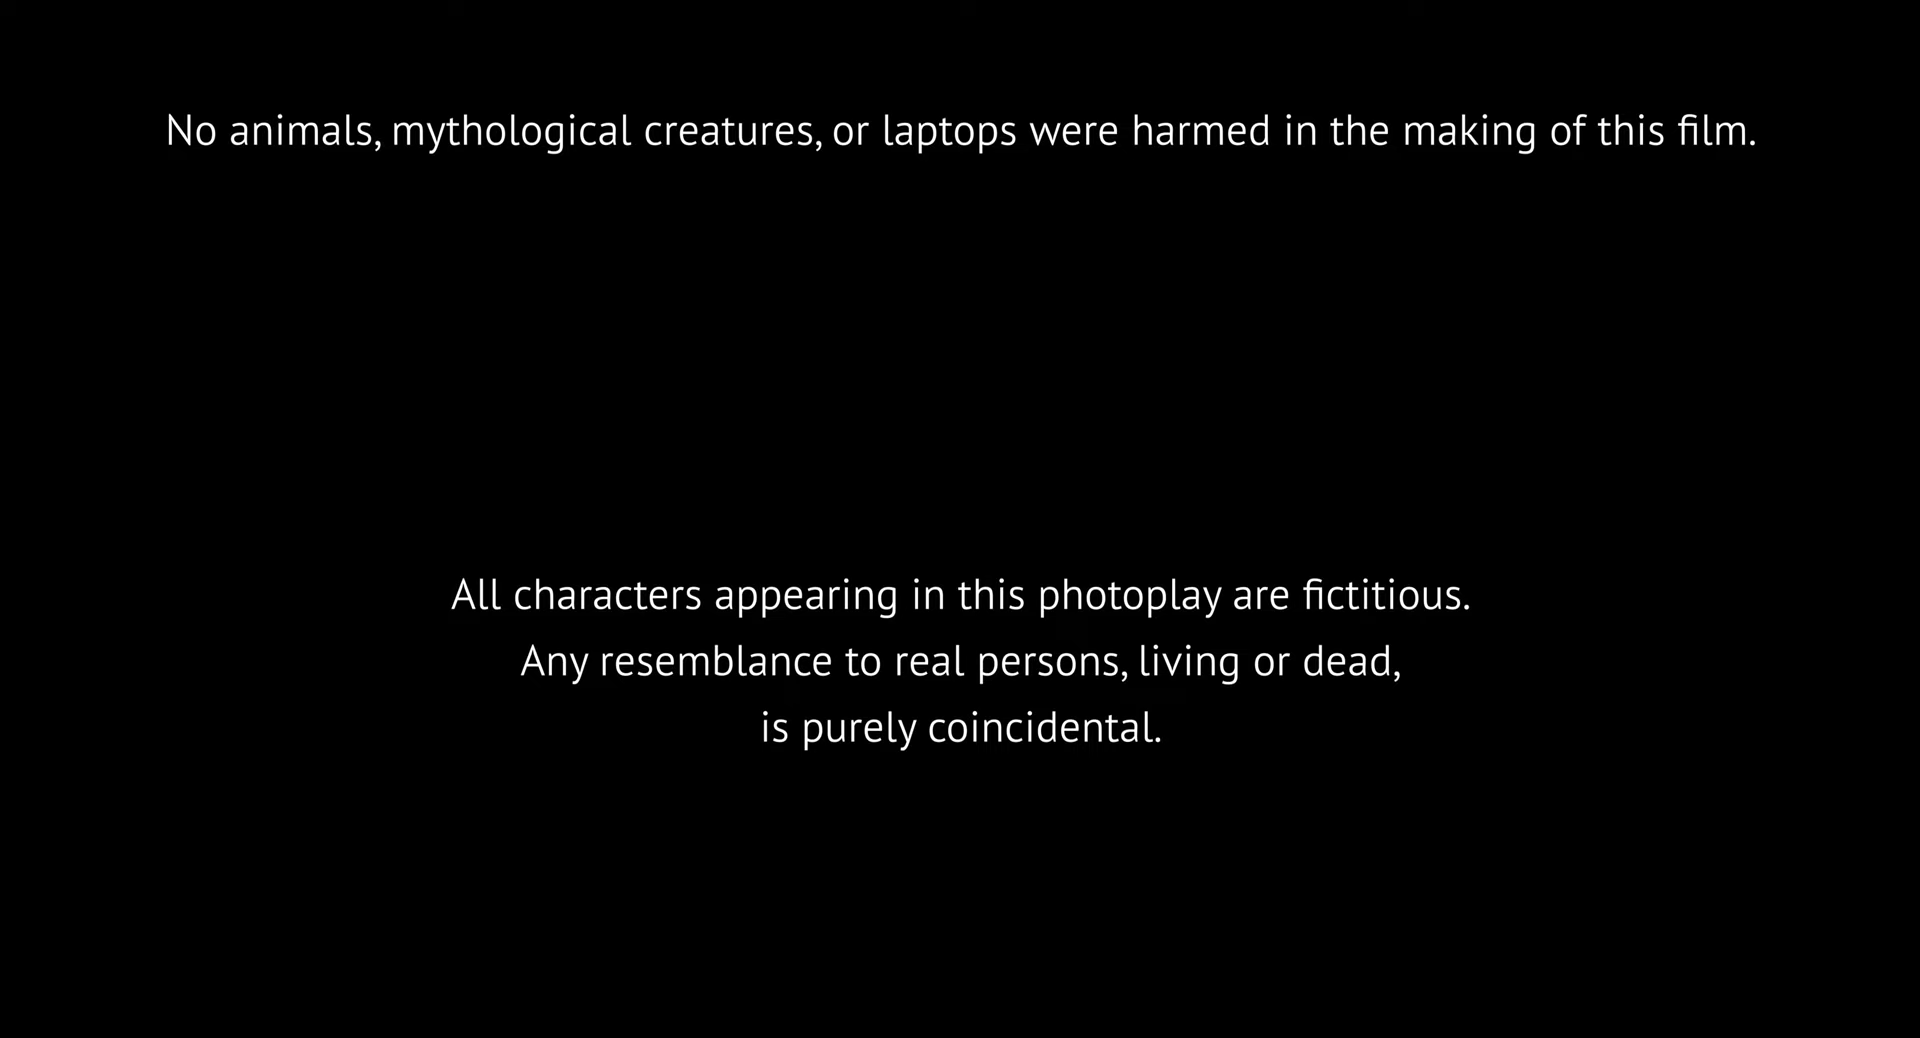 No animals, mythological creatures, or laptops were harmed in the making of this film.
All characters appearing in this photoplay are fictitious.
Any resemblance to real persons, living or dead,
is purely coincidental.